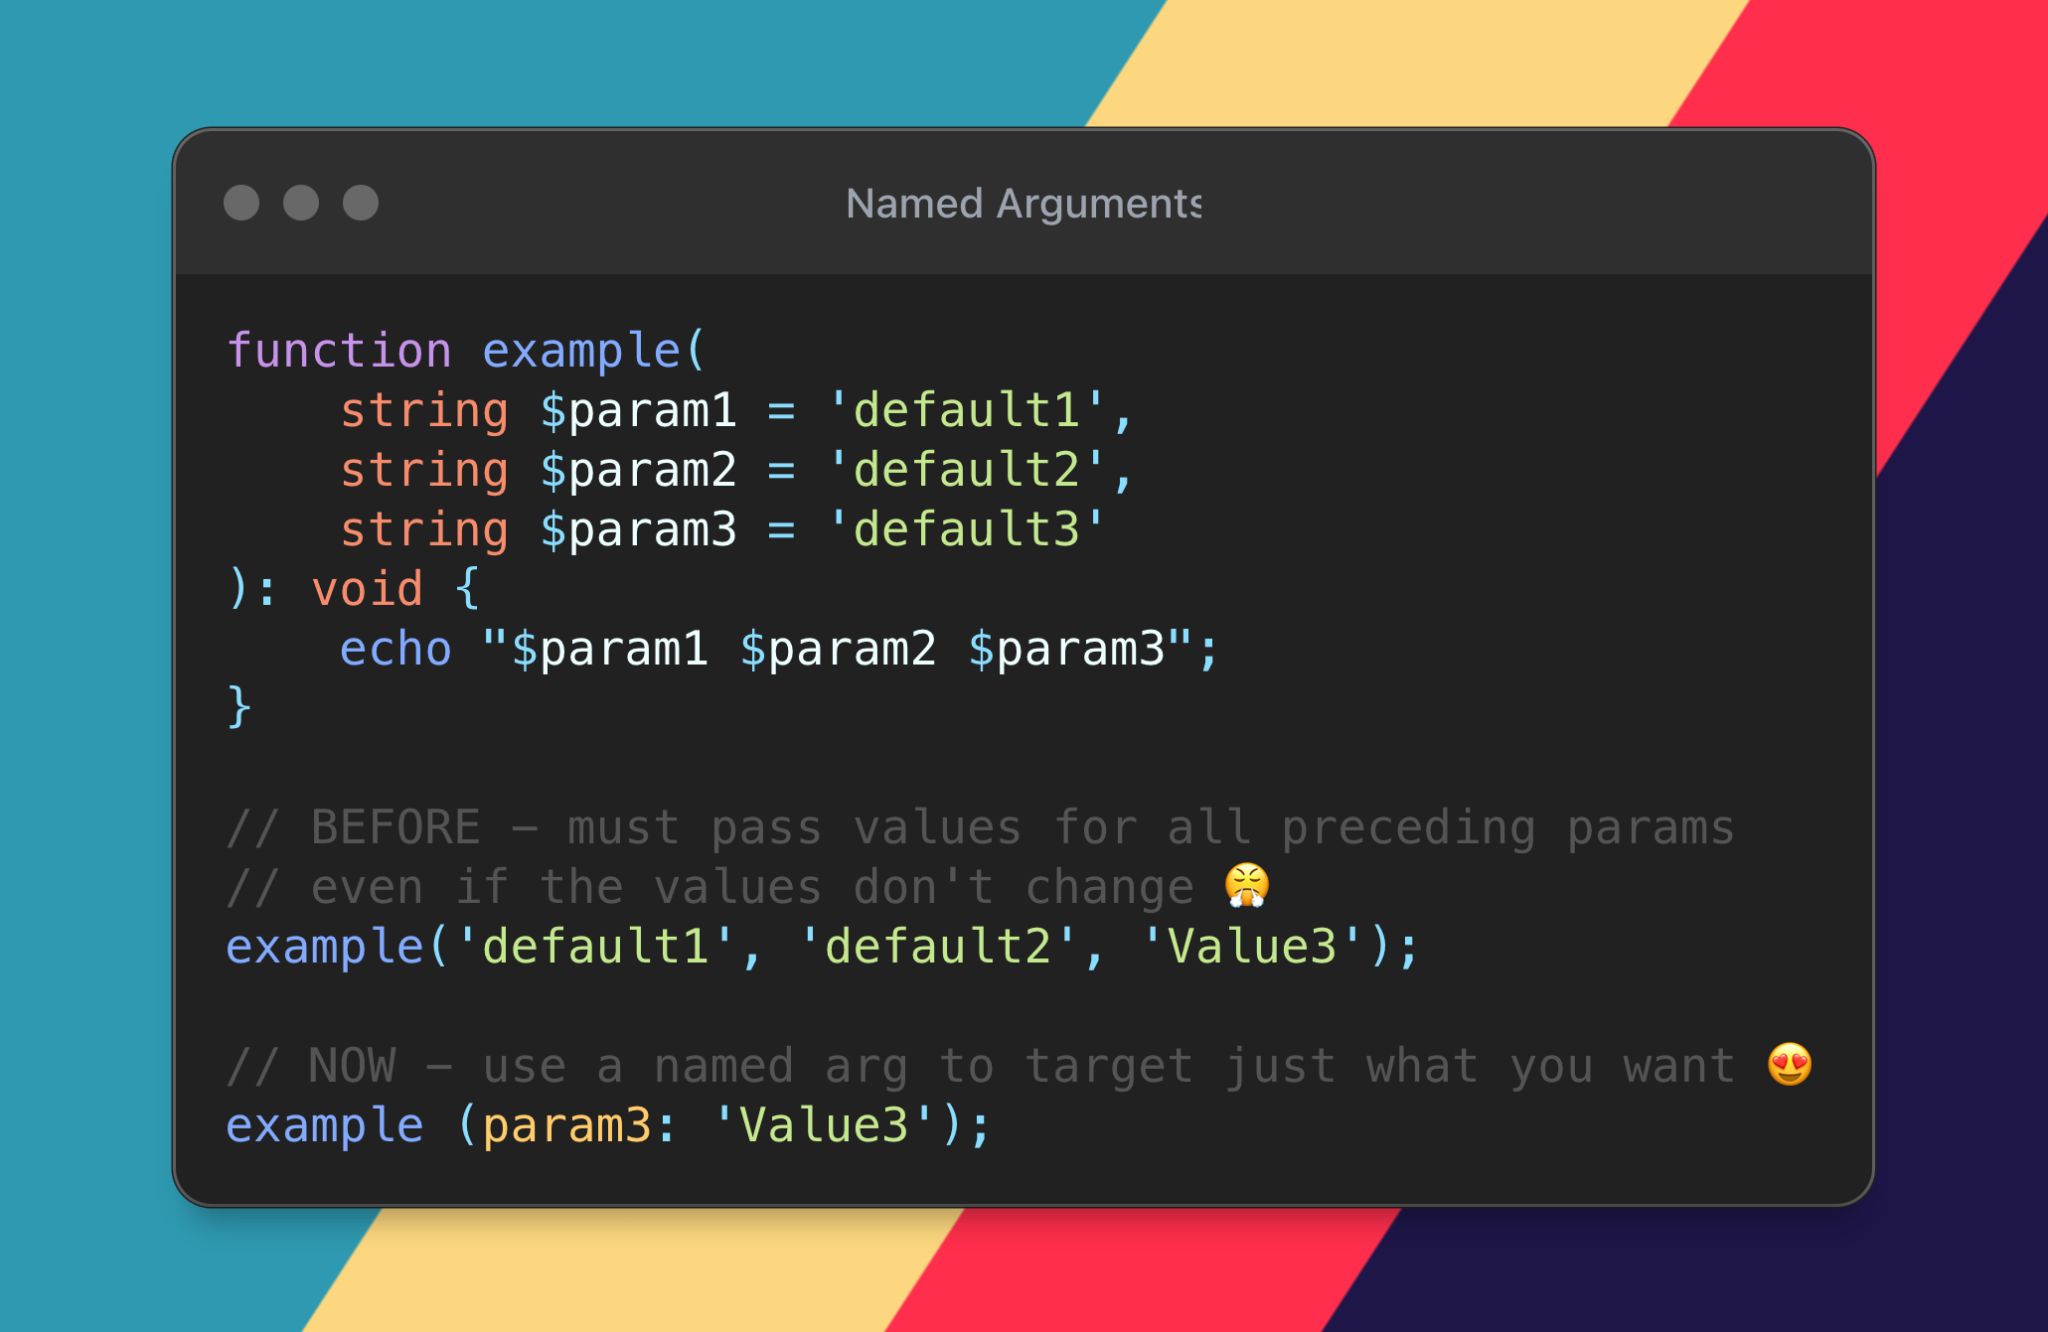 Named Arguments
function example(
    string $param1 = 'default1',
    string $param2 = 'default2',
    string $param3 = 'default3'
): void {
    echo "$param1 $param2 $param3";
}
// BEFORE – must pass values for all preceding params
// even if the values don't change 😤
example('default1', 'default2', 'Value3');
// NOW – use a named arg to target just what you want 😍
example (param3: 'Value3');